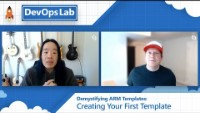 DevOps Lab
Demystifying ARM Templates:
Creating Your First Template